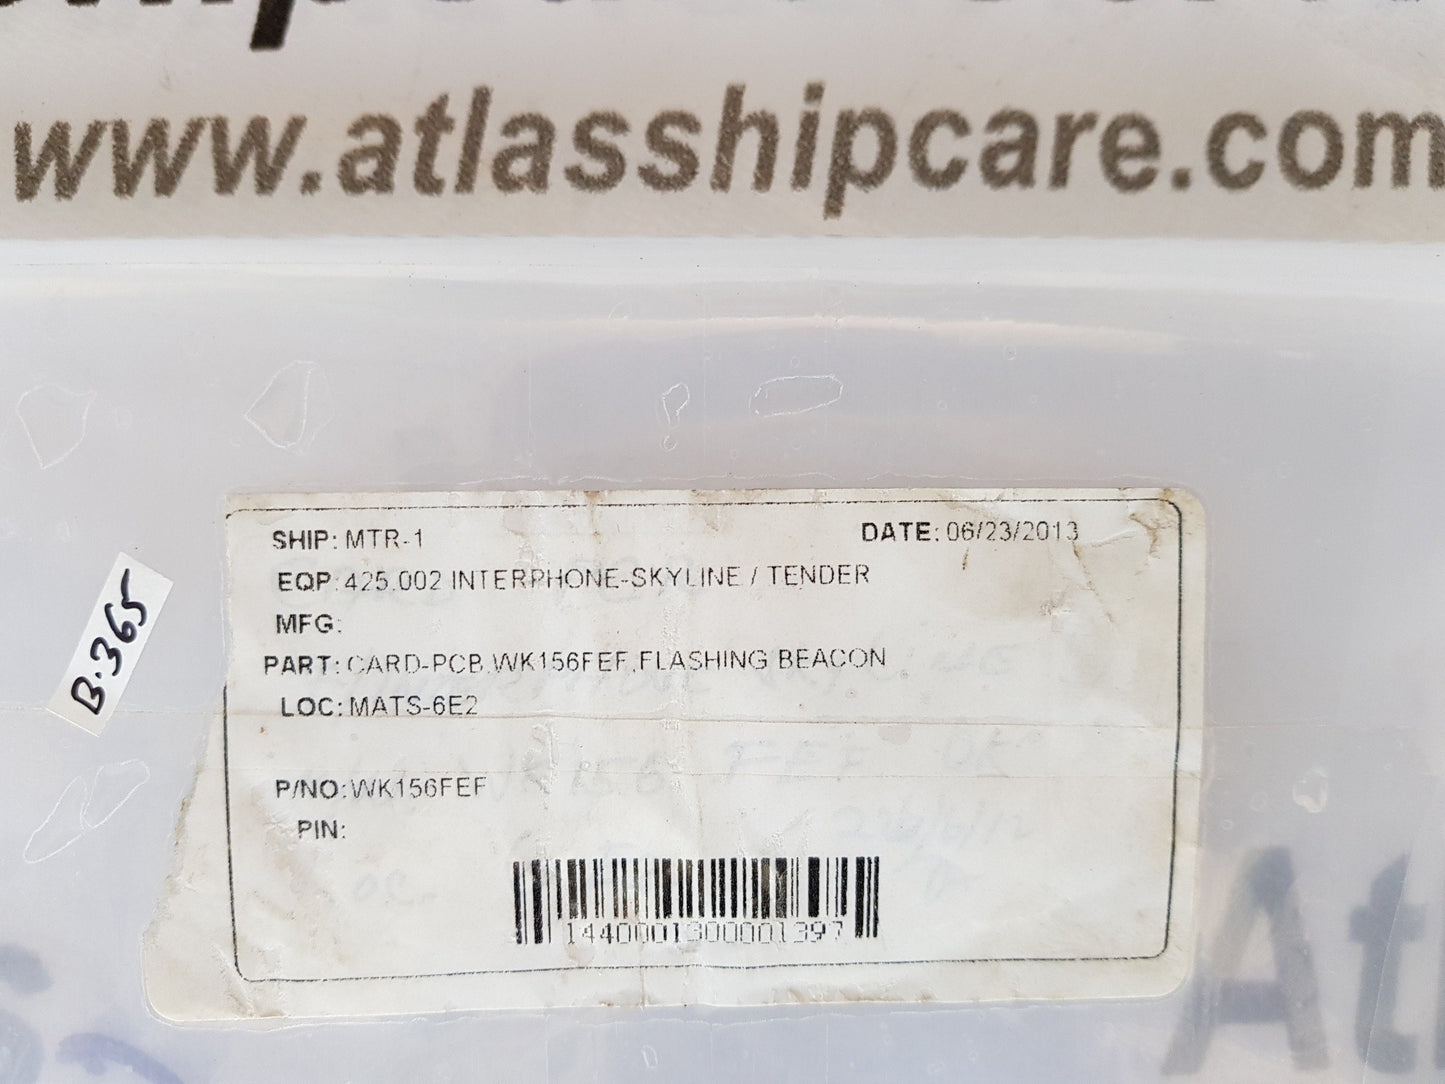 www.atlasshipcare.com
SHIP: MTR-1
DATE: 06/23/2013
EQP: 425.002 INTERPHONE-SKYLINE / TENDER
MFG:
PART: CARD-PCB,WK156FEF,FLASHING BEACON
LOC: MATS-6E2
P/NO: WK156FEF
PIN:
1440001300001397
B.365